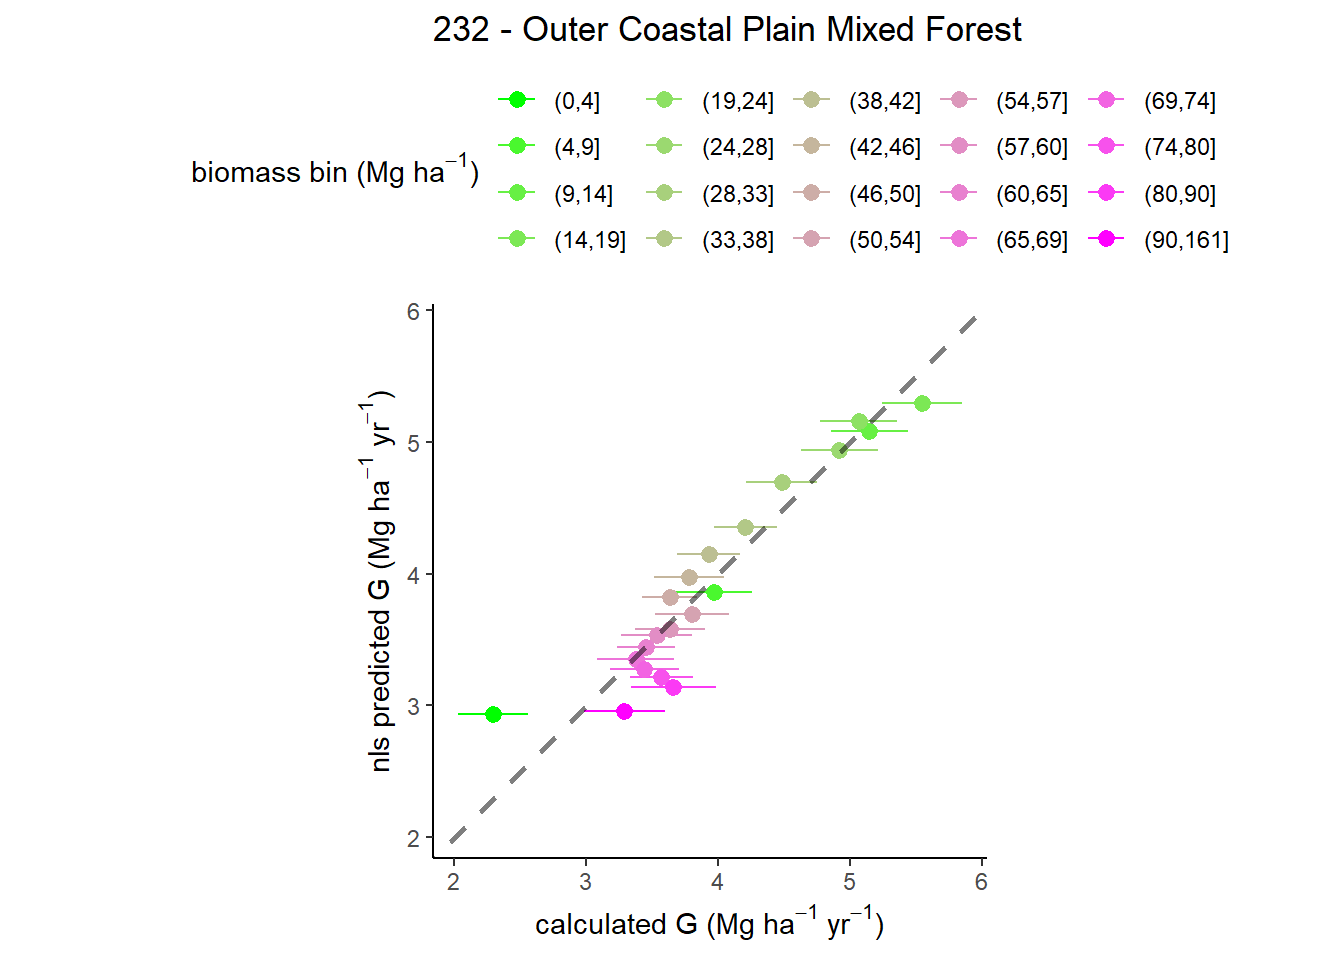 232 - Outer Coastal Plain Mixed Forest
(0,4] (19,24] (38,42] (54,57] (69,74]
(4,9] (24,28] (42,46] (57,60] (74,80]
biomass bin (Mg ha⁻¹)
(9,14] (28,33] (46,50] (60,65] (80,90]
(14,19] (33,38] (50,54] (65,69] (90,161]
6
5
4
3
2
nls predicted G (Mg ha⁻¹ yr⁻¹)
2 3 4 5 6
calculated G (Mg ha⁻¹ yr⁻¹)